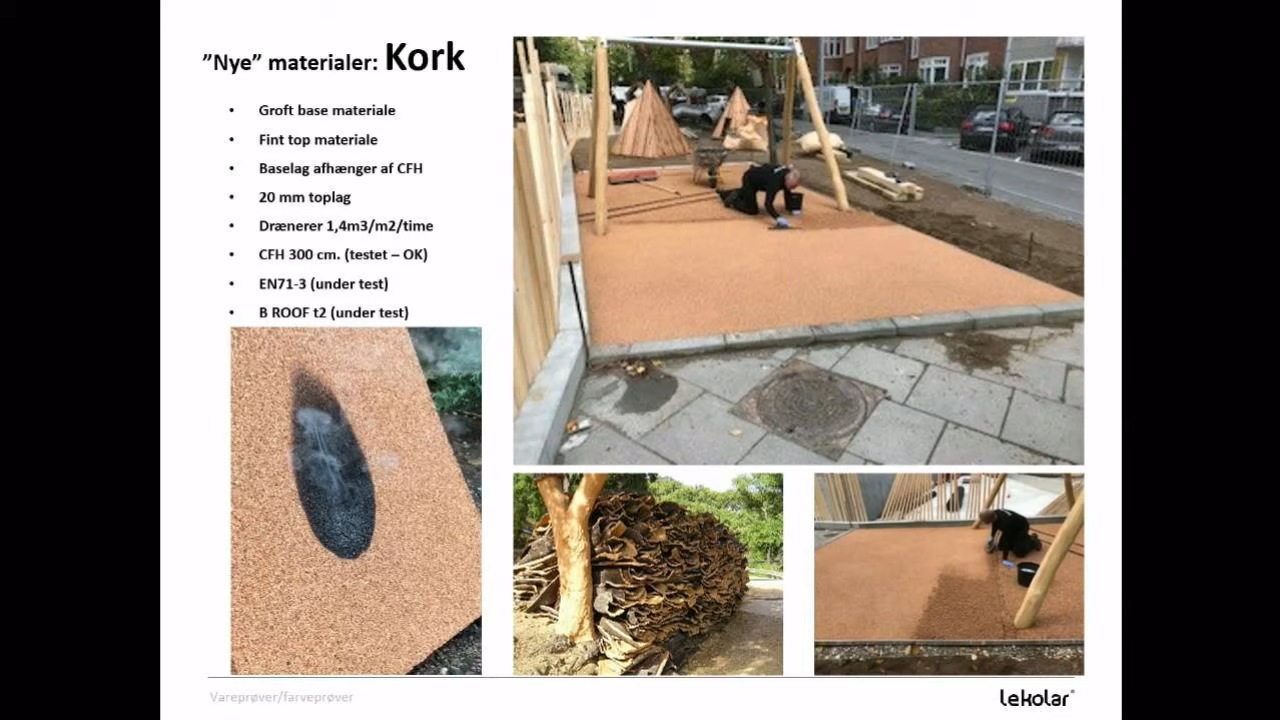 ”Nye” materialer: Kork
• Groft base materiale
• Fint top materiale
• Baselag afhænger af CFH
• 20 mm toplag
• Drænerer 1,4m3/m2/time
• CFH 300 cm. (testet – OK)
• EN71-3 (under test)
• B ROOF t2 (under test)
Vareprøver/farveprøver
lekolar